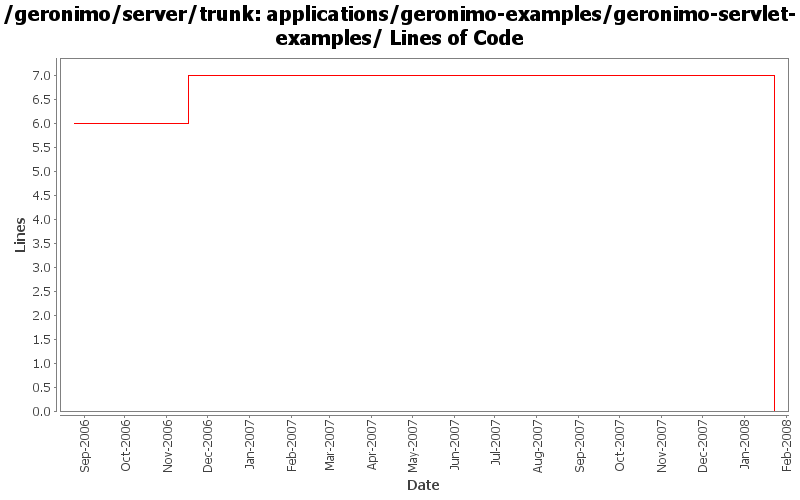 /geronimo/server/trunk: applications/geronimo-examples/geronimo-servlet-
examples/ Lines of Code
Lines
7.0
6.5
6.0
5.5
5.0
4.5
4.0
3.5
3.0
2.5
2.0
1.5
1.0
0.5
0.0
Sep-2006
Oct-2006
Nov-2006
Dec-2006
Jan-2007
Feb-2007
Mar-2007
Apr-2007
May-2007
Jun-2007
Jul-2007
Aug-2007
Sep-2007
Oct-2007
Nov-2007
Dec-2007
Jan-2008
Feb-2008
Date